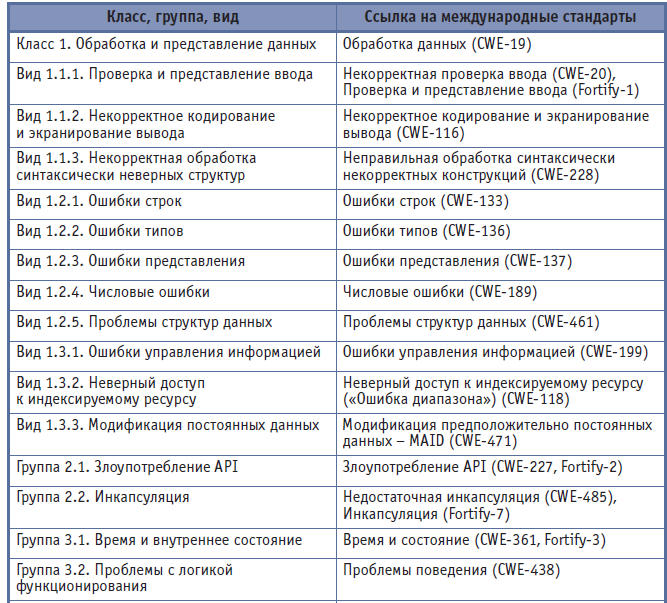 Класс, группа, вид
Ссылка на международные стандарты
Класс 1. Обработка и представление данных
Обработка данных (CWE-19)
Вид 1.1.1. Проверка и представление ввода
Некорректная проверка ввода (CWE-20),
Проверка и представление ввода (Fortify-1)
Вид 1.1.2. Некорректное кодирование
и экранирование вывода
Некорректное кодирование и экранирование
вывода (CWE-116)
Вид 1.1.3. Некорректная обработка
синтаксически неверных структур
Неправильная обработка синтаксически
некорректных конструкций (CWE-228)
Вид 1.2.1. Ошибки строк
Ошибки строк (CWE-133)
Вид 1.2.2. Ошибки типов
Ошибки типов (CWE-136)
Вид 1.2.3. Ошибки представления
Ошибки представления (CWE-137)
Вид 1.2.4. Числовые ошибки
Числовые ошибки (CWE-189)
Вид 1.2.5. Проблемы структур данных
Проблемы структур данных (CWE-461)
Вид 1.3.1. Ошибки управления информацией
Ошибки управления информацией (CWE-199)
Вид 1.3.2. Неверный доступ
к индексируемому ресурсу
Неверный доступ к индексируемому ресурсу
(«Ошибка диапазона») (CWE-118)
Вид 1.3.3. Модификация постоянных данных
Модификация предположительно постоянных
данных – MAID (CWE-471)
Группа 2.1. Злоупотребление API
Злоупотребление API (CWE-227, Fortify-2)
Группа 2.2. Инкапсуляция
Недостаточная инкапсуляция (CWE-485),
Инкапсуляция (Fortify-7)
Группа 3.1. Время и внутреннее состояние
Время и состояние (CWE-361, Fortify-3)
Группа 3.2. Проблемы с логикой
функционирования
Проблемы поведения (CWE-438)